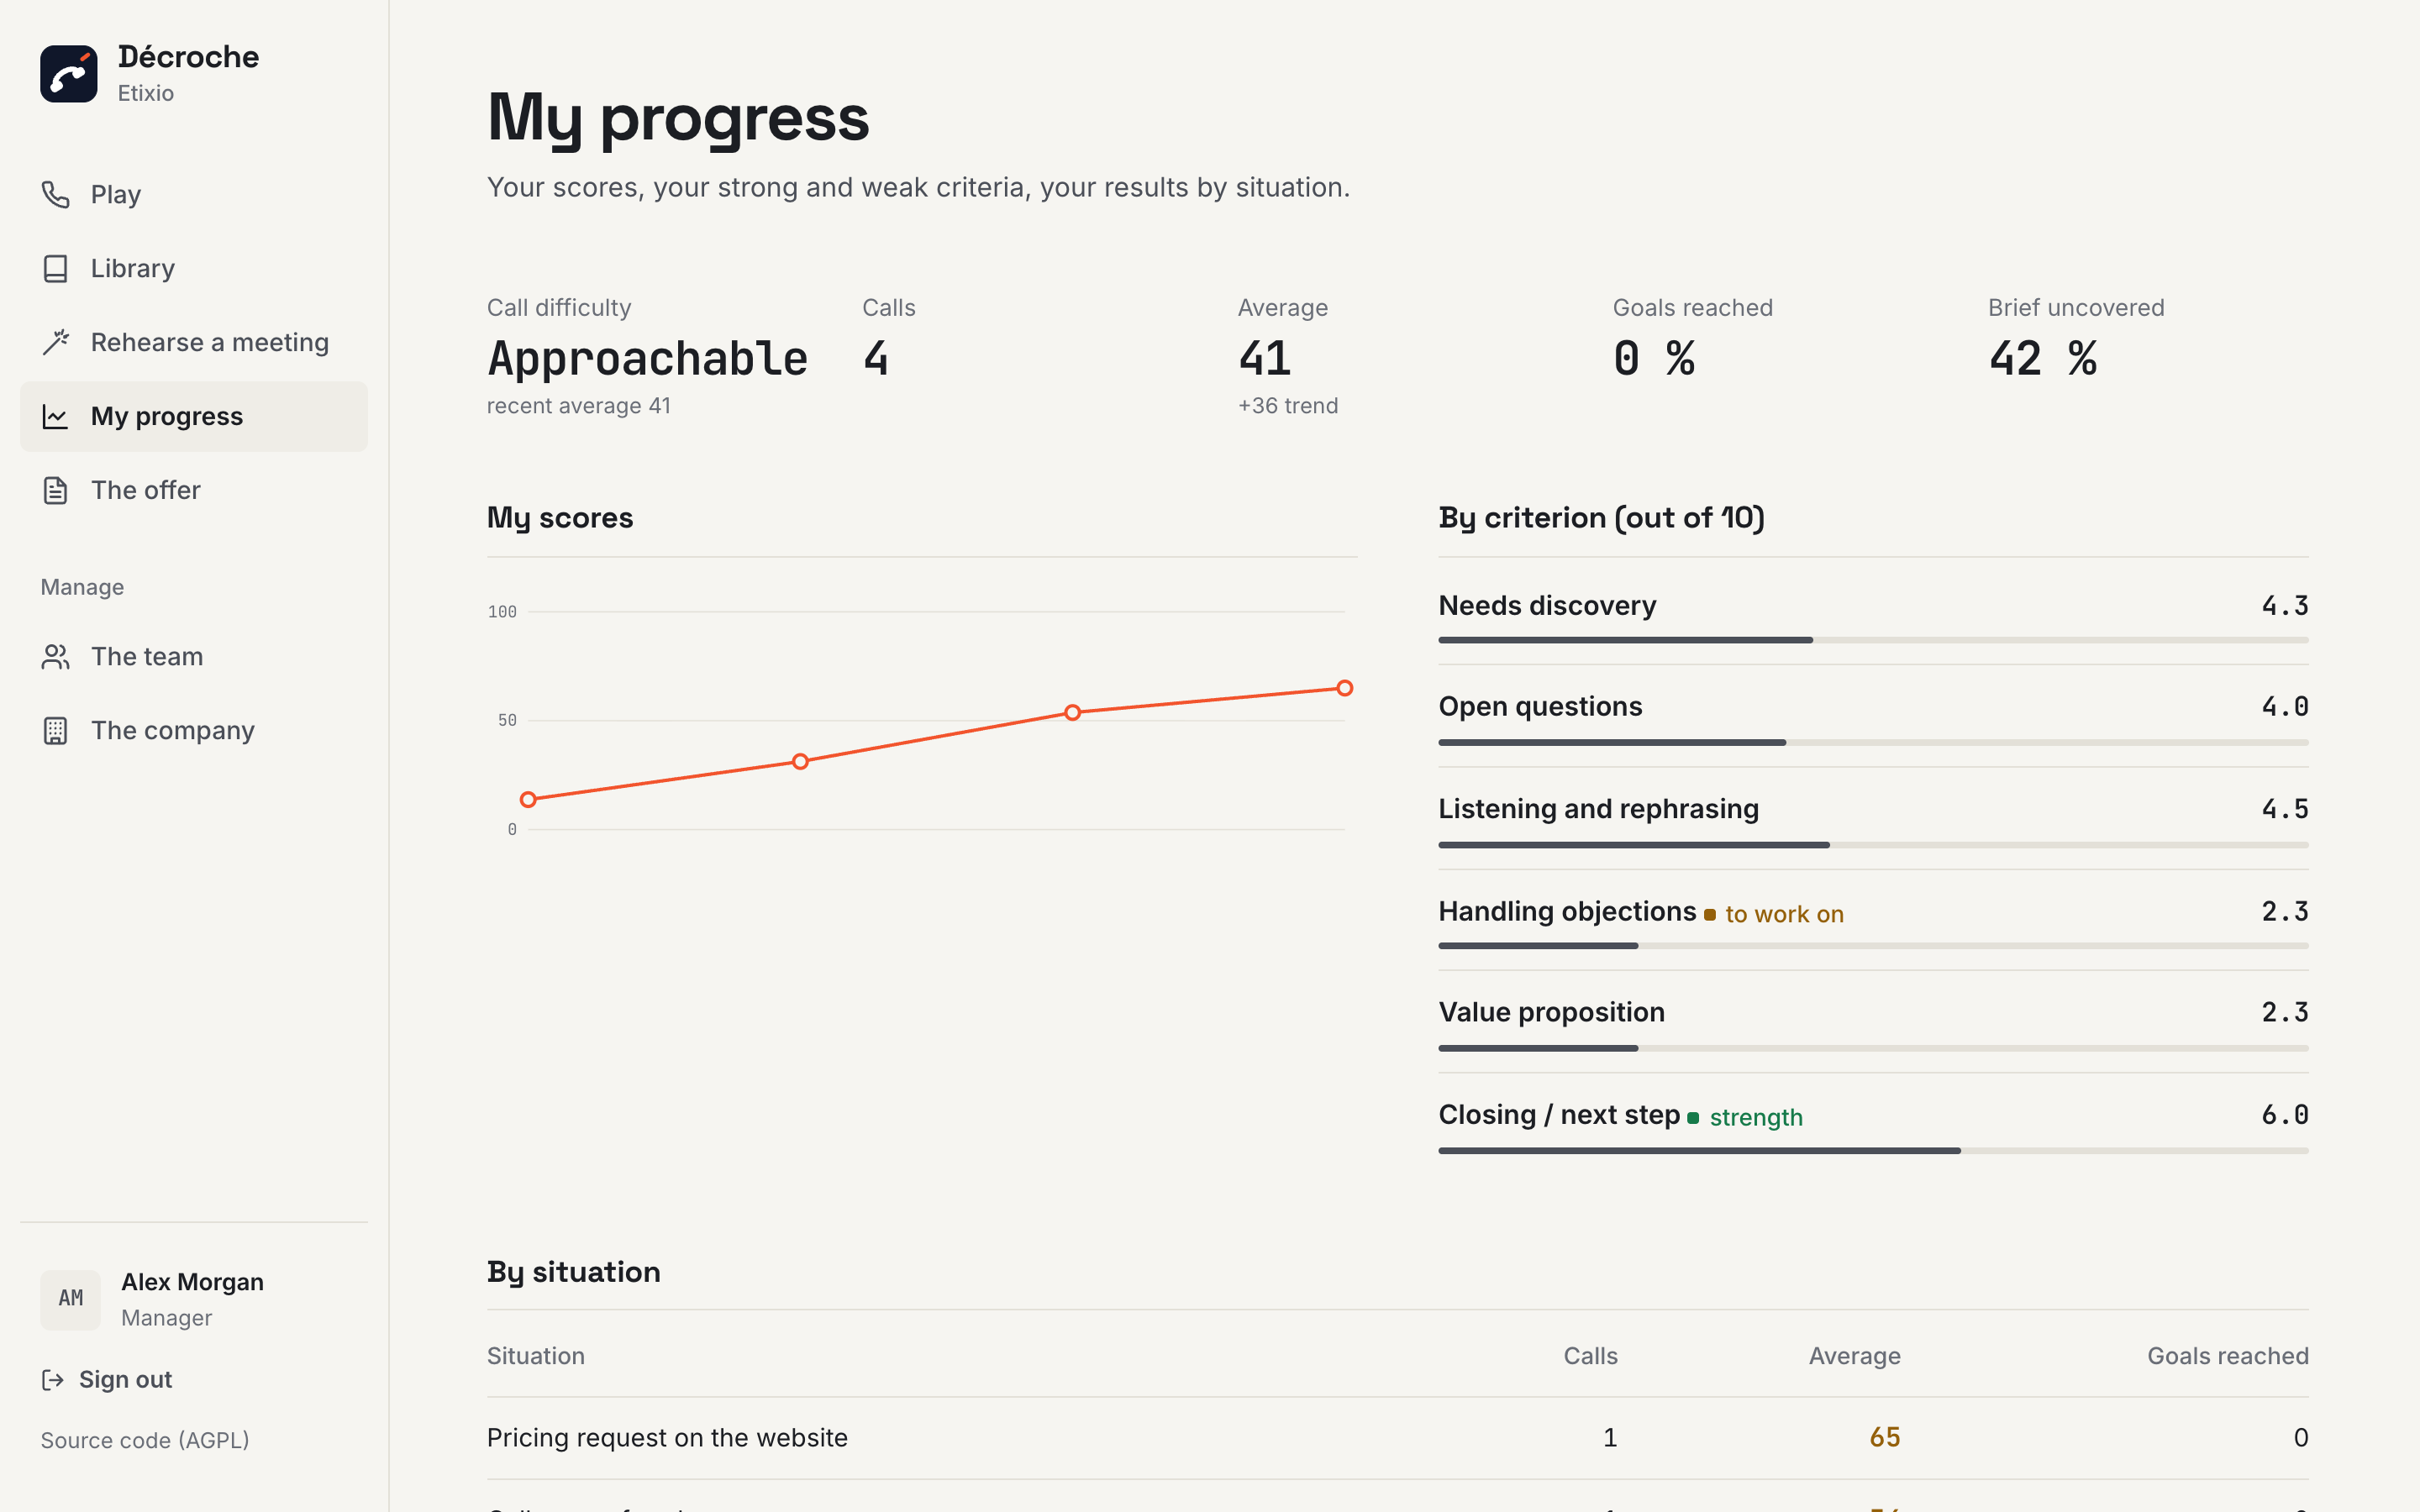 Décroche
Etixio
Play
Library
Rehearse a meeting
My progress
The offer
Manage
The team
The company
Alex Morgan
AM
Manager
Sign out
Source code (AGPL)
My progress
Your scores, your strong and weak criteria, your results by situation.
Call difficulty
Approachable
recent average 41
Calls
4
Average
41
+36 trend
Goals reached
0 %
Brief uncovered
42 %
My scores
100
50
0
By criterion (out of 10)
Needs discovery 4.3
Open questions 4.0
Listening and rephrasing 4.5
Handling objections to work on 2.3
Value proposition 2.3
Closing / next step strength 6.0
By situation
Situation Calls Average Goals reached
Pricing request on the website 1 65 0